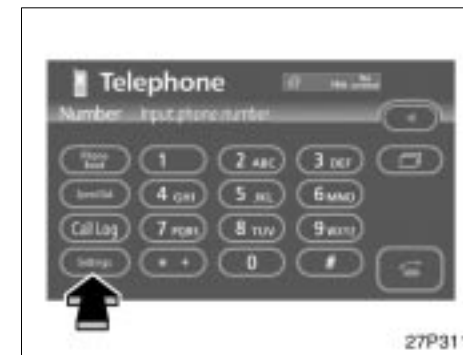 Telephone
Number Input phone number
Phone book 1 2 ABC 3 DEF
Speed Dial 4 GHI 5 JKL 6 MNO
Call Log 7 PQRS 8 TUV 9 WXYZ
Settings * + 0 #
27P311